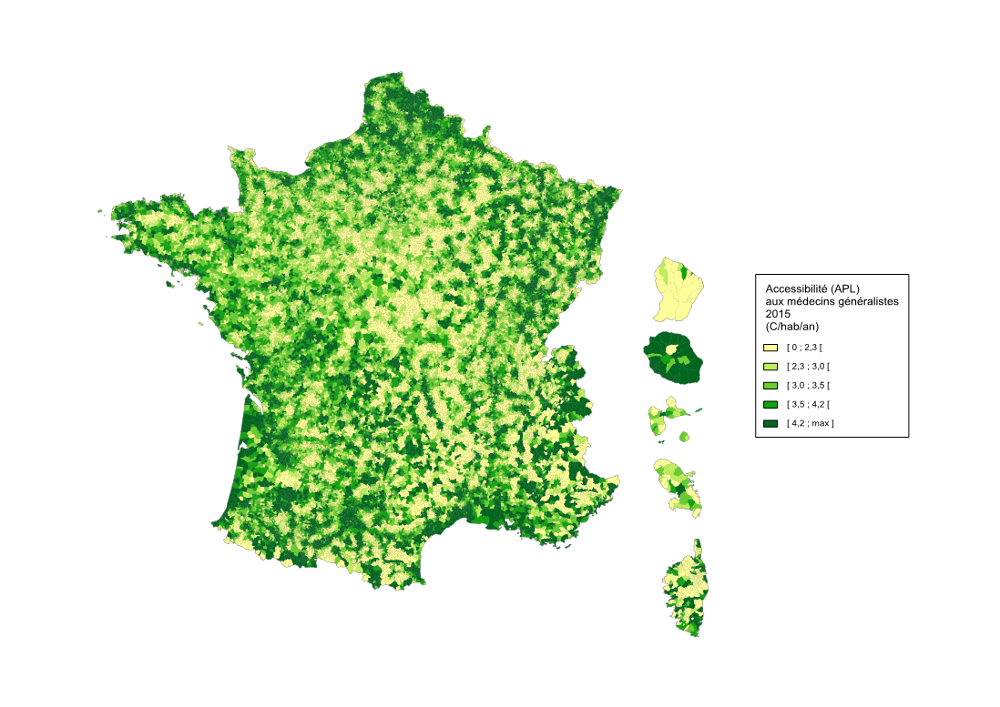 Accessibilité (APL)
aux médecins généralistes
2015
(C/hab/an)
[ 0 ; 2,3 [
[ 2,3 ; 3,0 [
[ 3,0 ; 3,5 [
[ 3,5 ; 4,2 [
[ 4,2 ; max ]